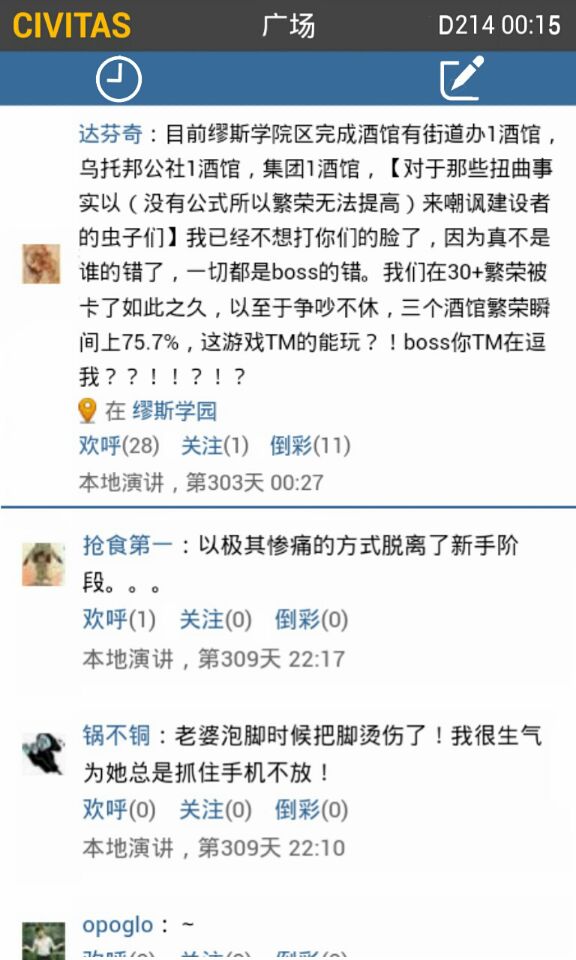 CIVITAS
广场
D214 00:15
达芬奇：目前缪斯学院区完成酒馆有街道办1酒馆，
乌托邦公社1酒馆，集团1酒馆，【对于那些扭曲事
实以（没有公式所以繁荣无法提高）来嘲讽建设者
的虫子们】我已经不想打你们的脸了，因为真不是
谁的错了，一切都是boss的错。我们在30+繁荣被
卡了如此之久，以至于争吵不休，三个酒馆繁荣瞬
间上75.7%，这游戏TM的能玩？！boss你TM在逗
我？？！！？！？
在 缪斯学园
欢呼(28) 关注(1) 倒彩(11)
本地演讲，第303天 00:27
抢食第一：以极其惨痛的方式脱离了新手阶
段。。。
欢呼(1) 关注(0) 倒彩(0)
本地演讲，第309天 22:17
锅不铜：老婆泡脚时候把脚烫伤了！我很生气
为她总是抓住手机不放！
欢呼(0) 关注(0) 倒彩(0)
本地演讲，第309天 22:10
opoglo：~
欢呼(0) 关注(0) 倒彩(0)